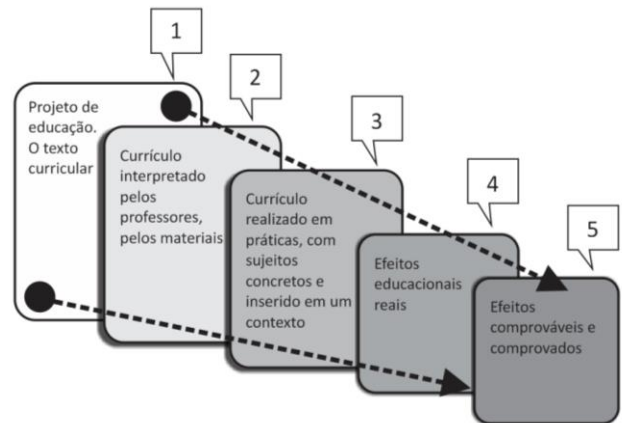 1
Projeto de
educação.
O texto
curricular
2
Currículo
interpretado
pelos
professores,
pelos materiais
3
Currículo
realizado em
práticas, com
sujeitos
concretos e
inserido em um
contexto
4
Efeitos
educacionais
reais
5
Efeitos
comprováveis e
comprovados